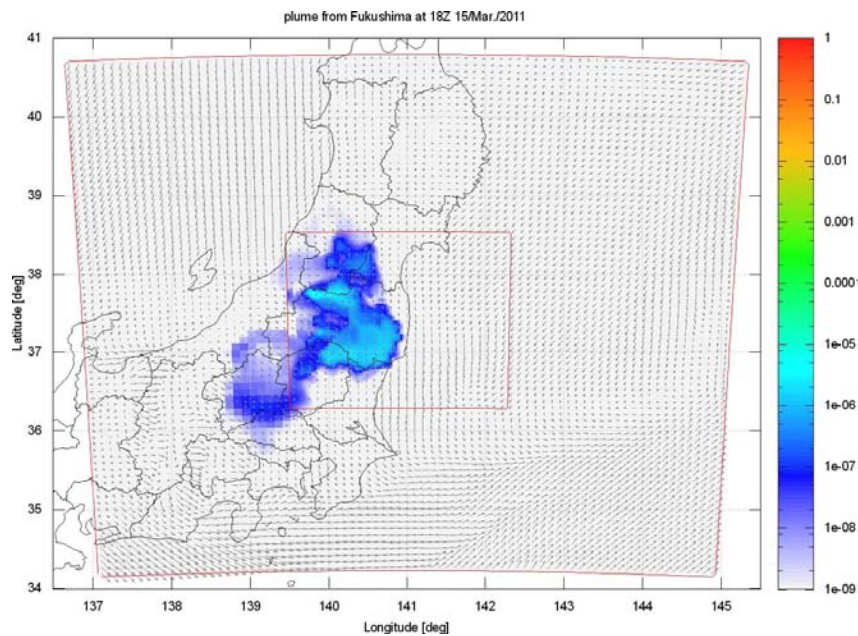 plume from Fukushima at 18Z 15/Mar./2011
41
40
39
38
37
36
35
34
Latitude [deg]
137
138
139
140
141
142
143
144
145
Longitude [deg]
1
0.1
0.01
0.001
0.0001
1e-05
1e-06
1e-07
1e-08
1e-09